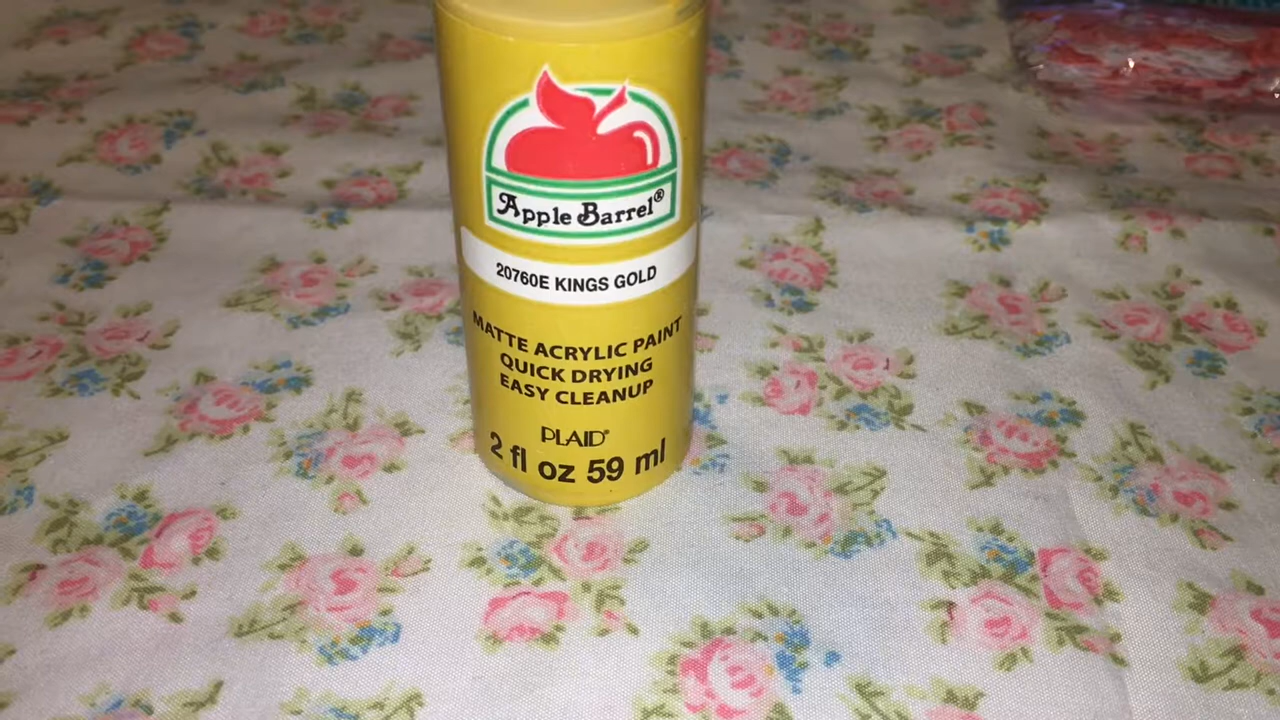 Apple Barrel®
20760E KINGS GOLD
MATTE ACRYLIC PAINT
QUICK DRYING
EASY CLEANUP
PLAID®
2 fl oz 59 ml